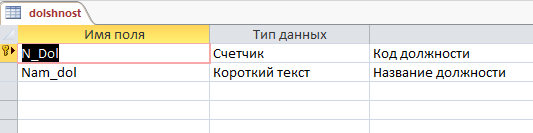 dolshnost
Имя поля Тип данных
N_Dol Счетчик Код должности
Nam_dol Короткий текст Название должности